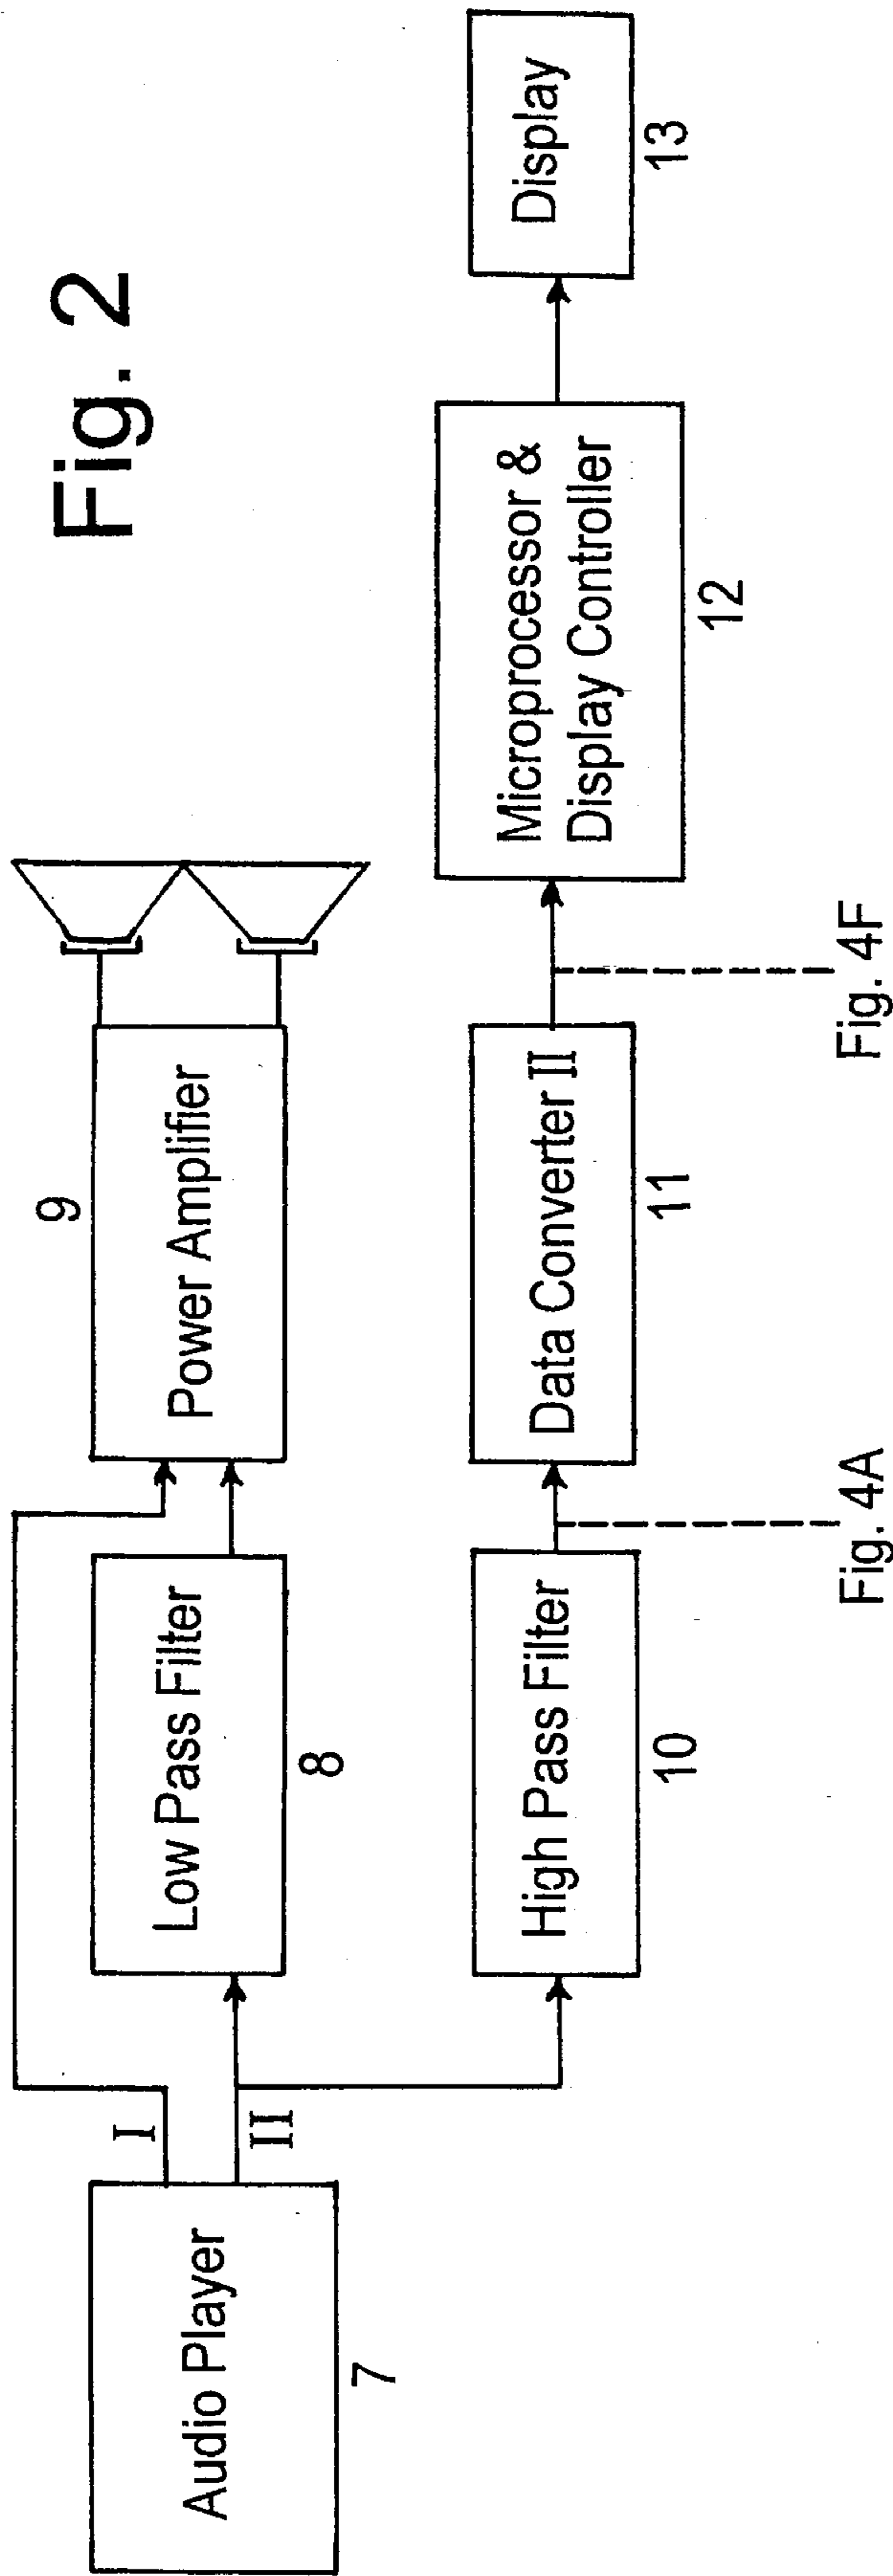 Fig. 2
Audio Player
7
I
II
Low Pass Filter
8
Power Amplifier
9
High Pass Filter
10
Fig. 4A
Data Converter II
11
Fig. 4F
Microprocessor &
Display Controller
12
Display
13